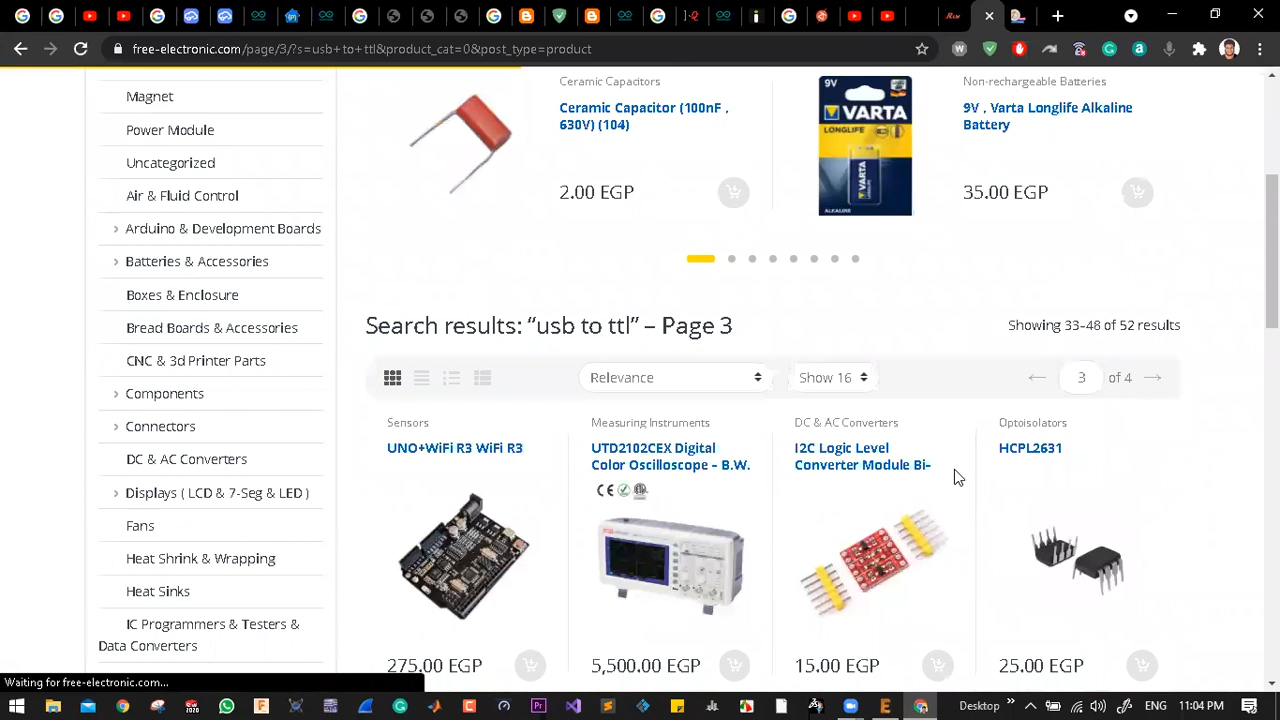 free-electronic.com/page/3/?s=usb+to+ttl&product_cat=0&post_type=product
Magnet
Power Module
Uncategorized
Air & Fluid Control
Arduino & Development Boards
Batteries & Accessories
Boxes & Enclosure
Bread Boards & Accessories
CNC & 3d Printer Parts
Components
Connectors
DC & AC Converters
Displays ( LCD & 7-Seg & LED )
Fans
Heat Shrink & Wrapping
Heat Sinks
IC Programmers & Testers &
Data Converters
Ceramic Capacitors
Ceramic Capacitor (100nF ,
630V) (104)
2.00 EGP
9V
VARTA
LONGLIFE
ALKALINE
Non-rechargeable Batteries
9V , Varta Longlife Alkaline
Battery
35.00 EGP
Search results: “usb to ttl” – Page 3
Showing 33–48 of 52 results
Relevance
Show 16
3
of 4
Sensors
UNO+WiFi R3 WiFi R3
275.00 EGP
Measuring Instruments
UTD2102CEX Digital
Color Oscilloscope – B.W.
5,500.00 EGP
DC & AC Converters
I2C Logic Level
Converter Module Bi-
15.00 EGP
Optoisolators
HCPL2631
25.00 EGP
Waiting for free-electronic.com...
Desktop
ENG
11:04 PM